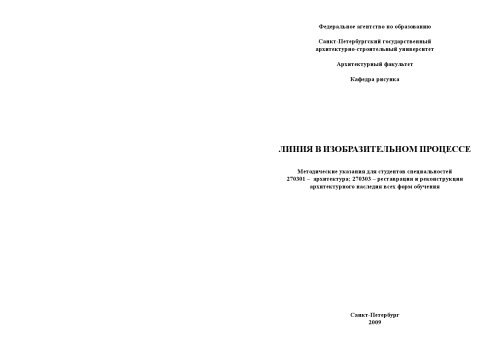 Федеральное агентство по образованию
Санкт-Петербургский государственный
архитектурно-строительный университет
Архитектурный факультет
Кафедра рисунка
ЛИНИЯ В ИЗОБРАЗИТЕЛЬНОМ ПРОЦЕССЕ
Методические указания для студентов специальностей
270301 – архитектура; 270303 – реставрация и реконструкция
архитектурного наследия всех форм обучения
Санкт-Петербург
2009